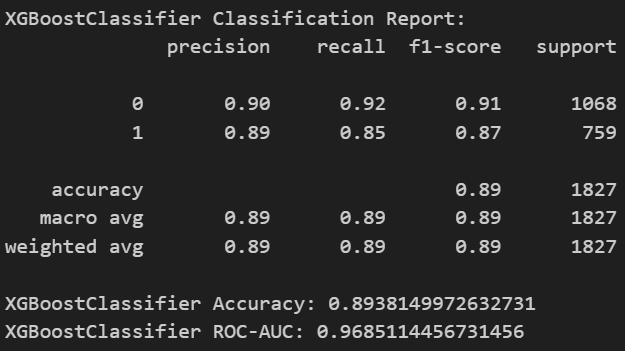 XGBoostClassifier Classification Report:
precision recall f1-score support
0 0.90 0.92 0.91 1068
1 0.89 0.85 0.87 759
accuracy 0.89 1827
macro avg 0.89 0.89 0.89 1827
weighted avg 0.89 0.89 0.89 1827
XGBoostClassifier Accuracy: 0.8938149972632731
XGBoostClassifier ROC-AUC: 0.9685114456731456